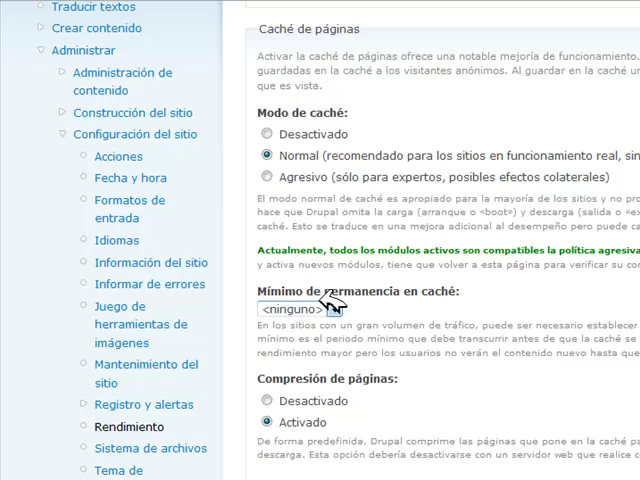 Traducir textos
Crear contenido
Administrar
Administración de
contenido
Construcción del sitio
Configuración del sitio
Acciones
Fecha y hora
Formatos de
entrada
Idiomas
Información del sitio
Informar de errores
Juego de
herramientas de
imágenes
Mantenimiento del
sitio
Registro y alertas
Rendimiento
Sistema de archivos
Tema de
Caché de páginas
Activar la caché de páginas ofrece una notable mejoría de funcionamiento.
guardadas en la caché a los visitantes anónimos. Al guardar en la caché u
que es vista.
Modo de caché:
Desactivado
Normal (recomendado para los sitios en funcionamiento real, sin
Agresivo (sólo para expertos, posibles efectos colaterales)
El modo normal de caché es apropiado para la mayoría de los sitios y no pro
hace que Drupal omita la carga (arranque o «boot») y descarga (salida o «ex
caché. Esto se traduce en una mejora adicional al desempeño pero puede ca
Actualmente, todos los módulos activos son compatibles la política agresiva
y activa nuevos módulos, tiene que volver a esta página para verificar su co
Mímimo de permanencia en caché:
<ninguno>
En los sitios con un gran volumen de tráfico, puede ser necesario establecer
mínimo es el periodo mínimo que debe transcurrir antes de que la caché se
rendimiento mayor pero los usuarios no verán el contenido nuevo hasta que
Compresión de páginas:
Desactivado
Activado
De forma predefinida, Drupal comprime las páginas que pone en la caché pa
descarga. Esta opción debería desactivarse con un servidor web que realice c